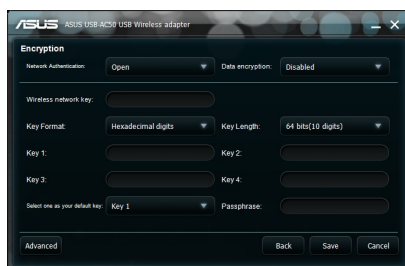 ASUS ASUS USB-AC50 USB Wireless adapter
Encryption
Network Authentication: Open Data encryption: Disabled
Wireless network key:
Key Format: Hexadecimal digits Key Length: 64 bits(10 digits)
Key 1: Key 2:
Key 3: Key 4:
Select one as your default key: Key 1 Passphrase:
Advanced Back Save Cancel